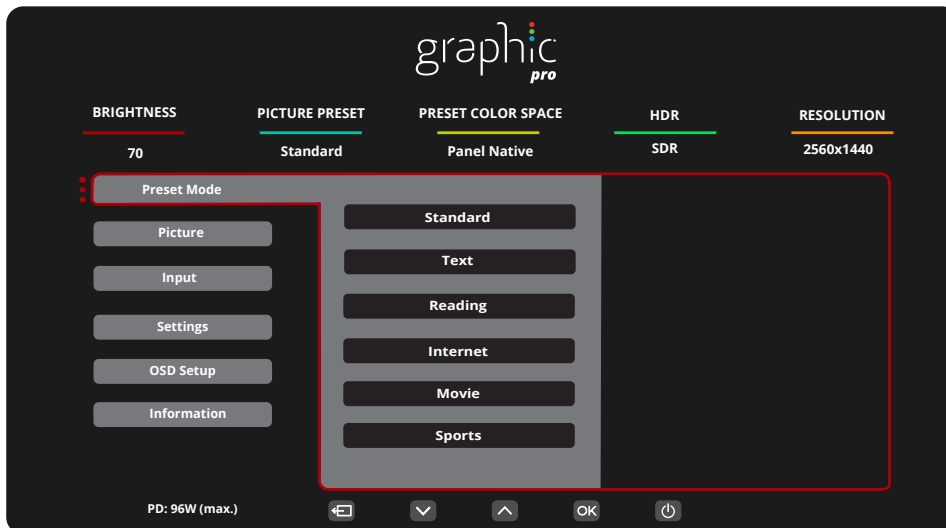 graphic
pro
BRIGHTNESS PICTURE PRESET PRESET COLOR SPACE HDR RESOLUTION
70 Standard Panel Native SDR 2560x1440
Preset Mode
Picture
Input
Settings
OSD Setup
Information
Standard
Text
Reading
Internet
Movie
Sports
PD: 96W (max.) OK